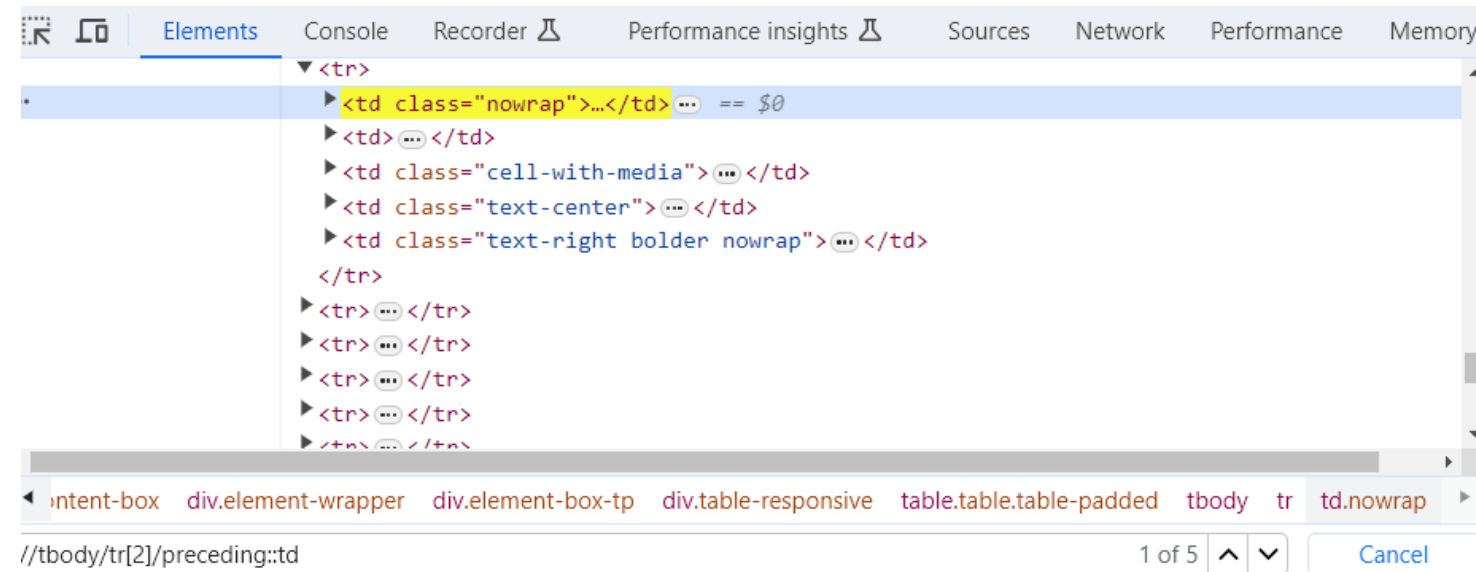 Elements Console Recorder Performance insights Sources Network Performance Memory
<tr>
<td class="nowrap">…</td> == $0
<td> </td>
<td class="cell-with-media"> </td>
<td class="text-center"> </td>
<td class="text-right bolder nowrap"> </td>
</tr>
<tr> </tr>
<tr> </tr>
<tr> </tr>
<tr> </tr>
<tr> </tr>
ontent-box div.element-wrapper div.element-box-tp div.table-responsive table.table.table-padded tbody tr td.nowrap
//tbody/tr[2]/preceding::td 1 of 5 Cancel